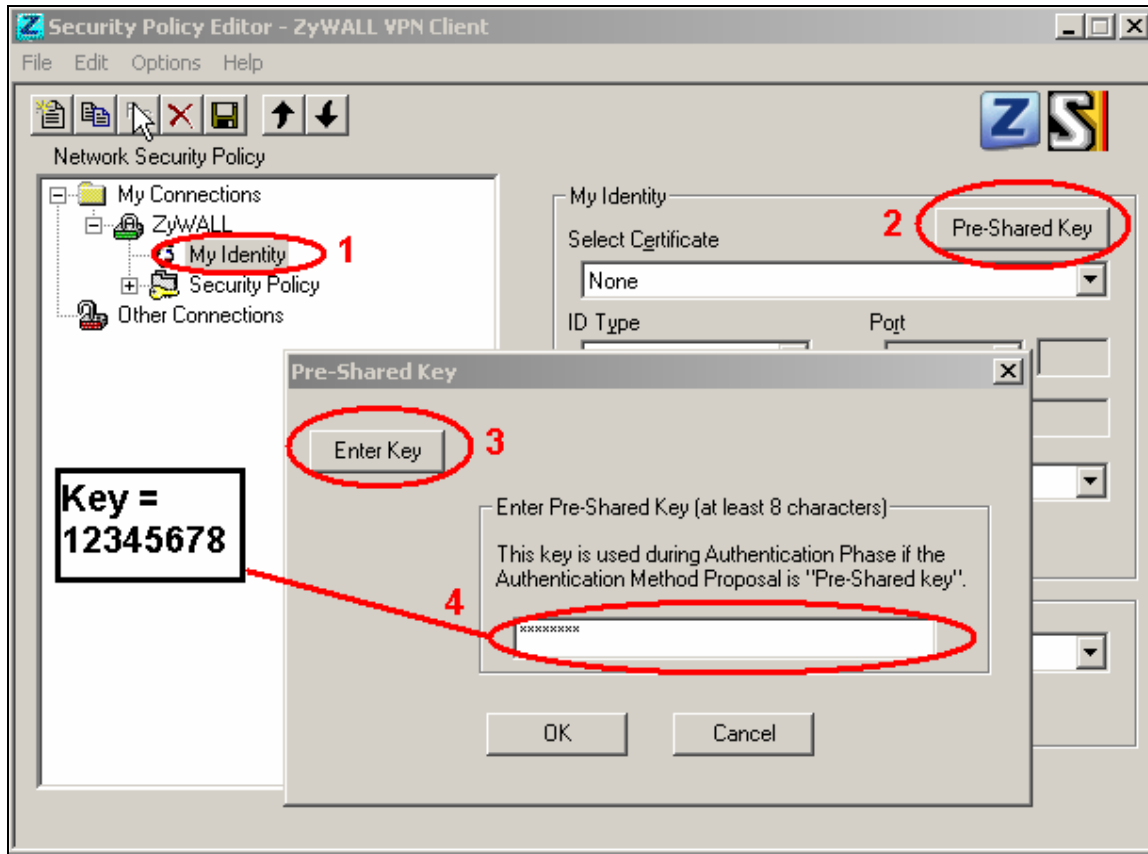 Security Policy Editor - ZyWALL VPN Client
File Edit Options Help
Network Security Policy
My Connections
ZyWALL
My Identity
1
Security Policy
Other Connections
Z S
My Identity
2
Pre-Shared Key
Select Certificate
None
ID Type
Port
Pre-Shared Key
Enter Key
3
Key =
12345678
Enter Pre-Shared Key (at least 8 characters)
This key is used during Authentication Phase if the
Authentication Method Proposal is "Pre-Shared key".
4
xxxxxxxx
OK
Cancel